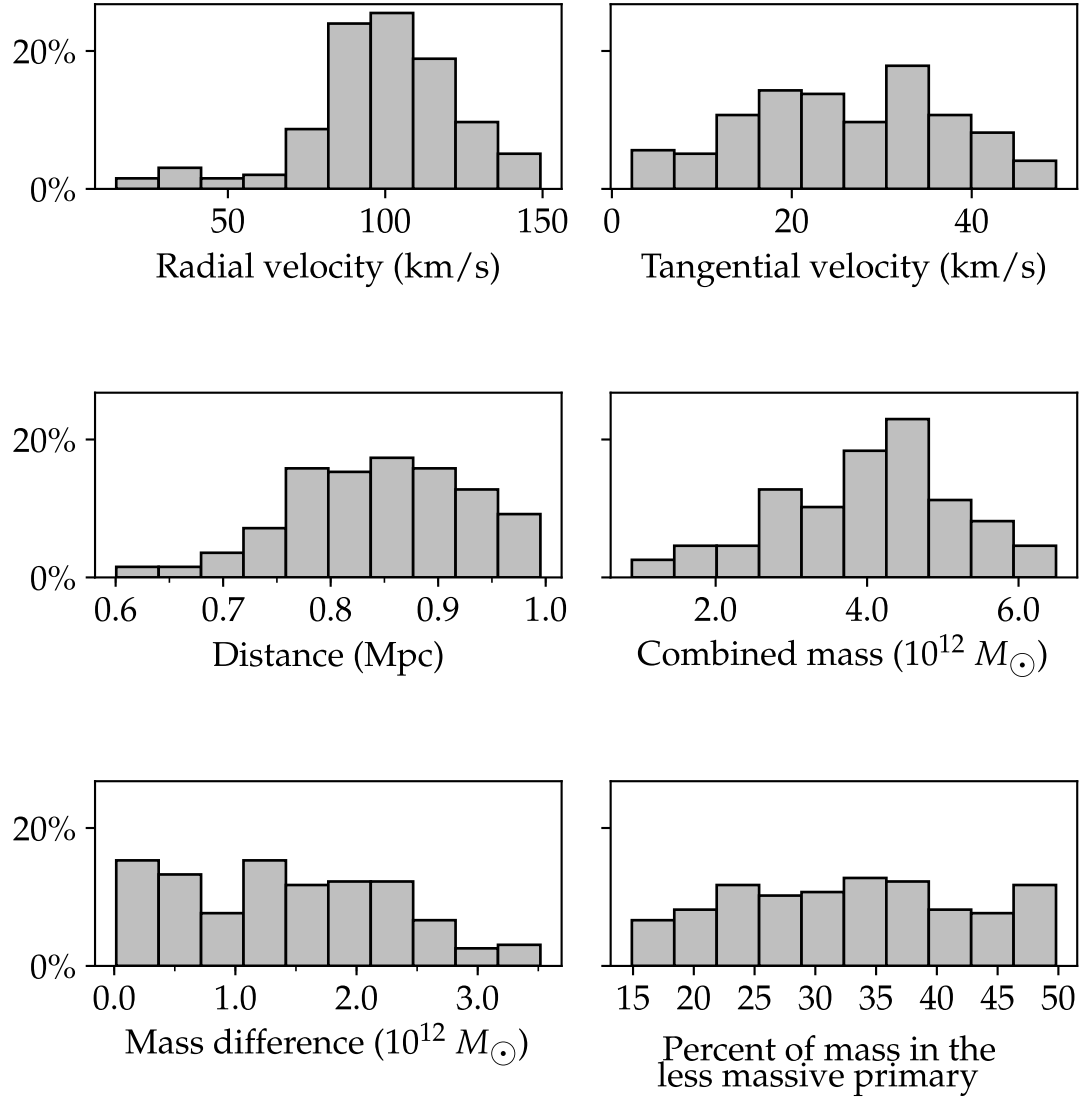 20%
0%
50 100 150
Radial velocity (km/s)
0 20 40
Tangential velocity (km/s)
20%
0%
0.6 0.7 0.8 0.9 1.0
Distance (Mpc)
2.0 4.0 6.0
Combined mass (10¹² M☉)
20%
0%
0.0 1.0 2.0 3.0
Mass difference (10¹² M☉)
15 20 25 30 35 40 45 50
Percent of mass in the
less massive primary